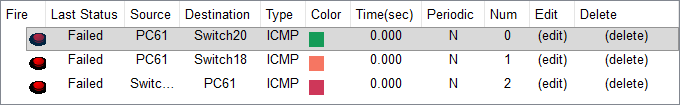 Fire Last Status Source Destination Type Color Time(sec) Periodic Num Edit Delete
Failed PC61 Switch20 ICMP 0.000 N 0 (edit) (delete)
Failed PC61 Switch18 ICMP 0.000 N 1 (edit) (delete)
Failed Switc... PC61 ICMP 0.000 N 2 (edit) (delete)